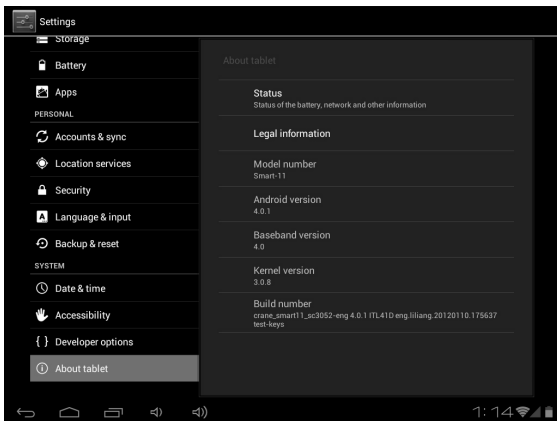 Settings
Storage
Battery
Apps
PERSONAL
Accounts & sync
Location services
Security
Language & input
Backup & reset
SYSTEM
Date & time
Accessibility
{ } Developer options
About tablet
About tablet
Status
Status of the battery, network and other information
Legal information
Model number
Smart-11
Android version
4.0.1
Baseband version
4.0
Kernel version
3.0.8
Build number
crane_smart11_sc3052-eng 4.0.1 ITL41D eng.liliang.20120110.175637
test-keys
1:14